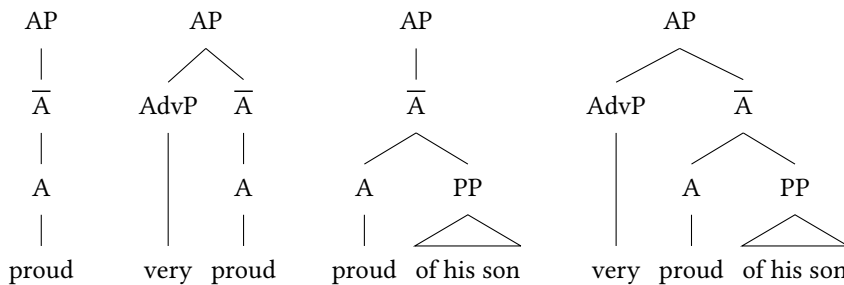 AP AP AP AP
A̅ AdvP A̅ A̅ AdvP A̅
A A A PP A PP
proud very proud proud of his son very proud of his son